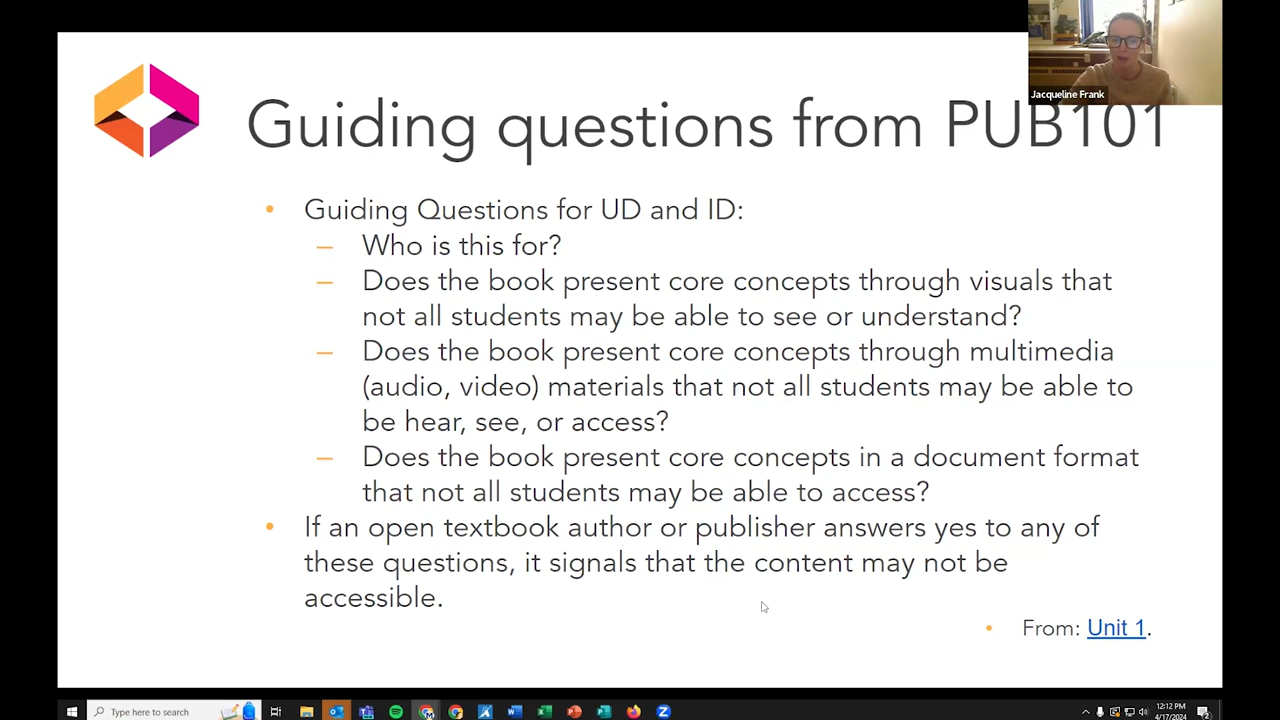 Jacqueline Frank
Guiding questions from PUB101
• Guiding Questions for UD and ID:
– Who is this for?
– Does the book present core concepts through visuals that
not all students may be able to see or understand?
– Does the book present core concepts through multimedia
(audio, video) materials that not all students may be able to
be hear, see, or access?
– Does the book present core concepts in a document format
that not all students may be able to access?
• If an open textbook author or publisher answers yes to any of
these questions, it signals that the content may not be
accessible.
• From: Unit 1.
Type here to search
12:12 PM
4/17/2024